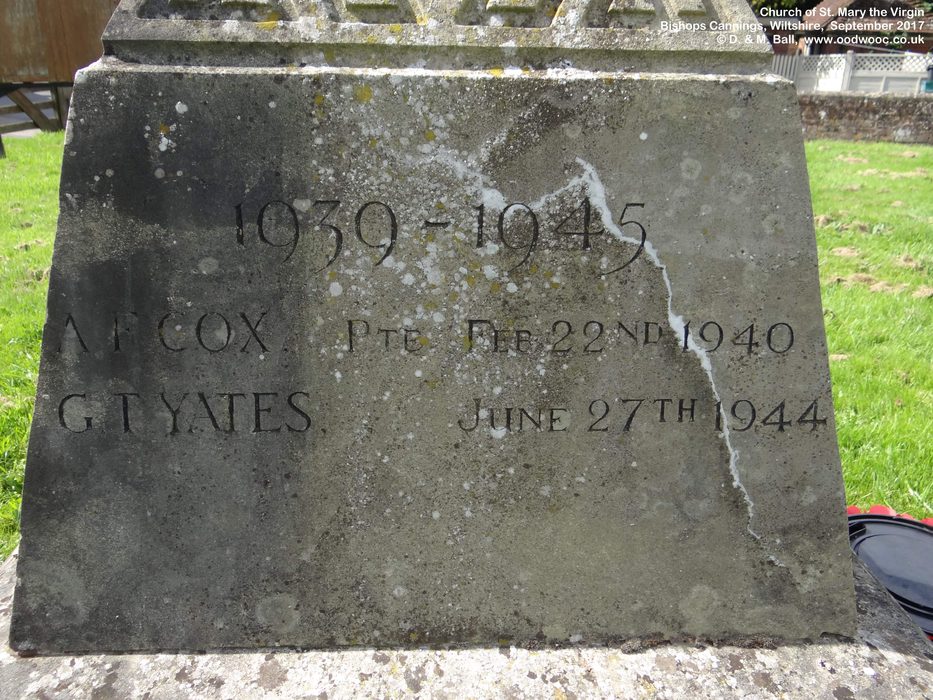 Church of St. Mary the Virgin
Bishops Cannings, Wiltshire, September 2017
© D. & M. Ball, www.oodwooc.co.uk
1939 - 1945
A F COX. PTE FEB 22ND 1940
G T YATES. JUNE 27TH 1944